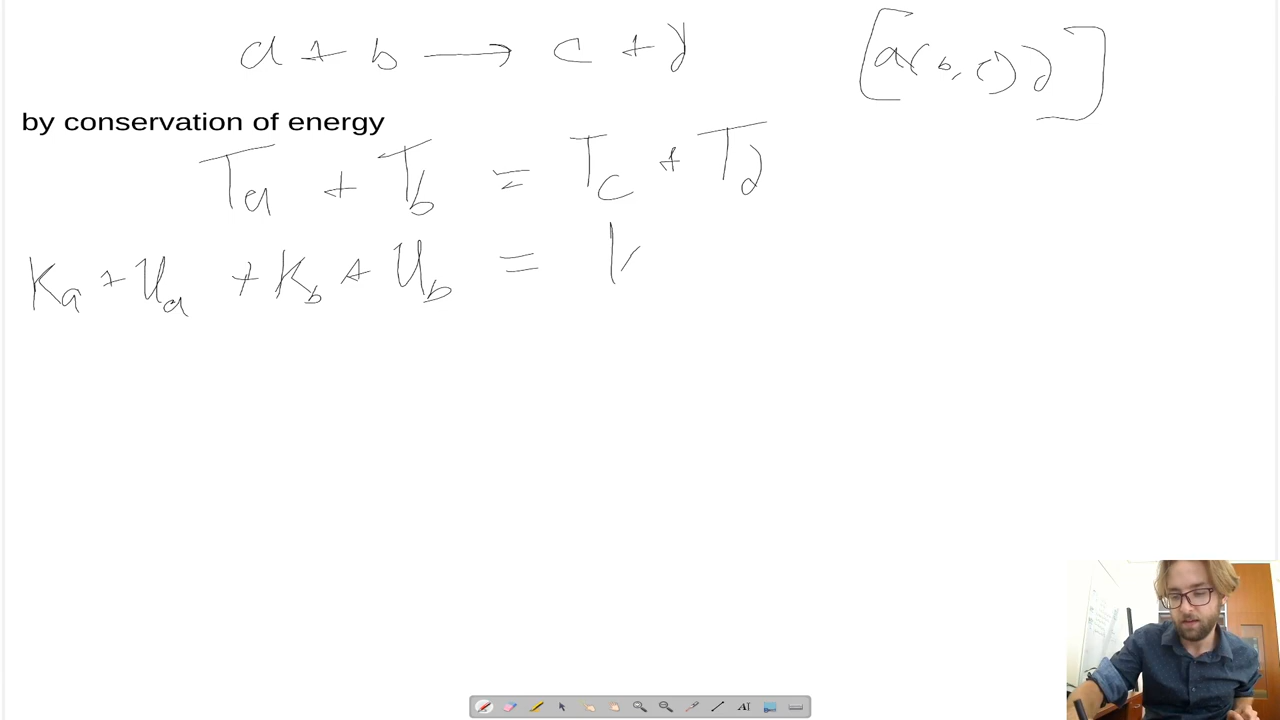 a + b → c + d [a(b, c)d]
by conservation of energy
Ta + Tb = Tc + Td
Ka + Ua + Kb + Ub = K